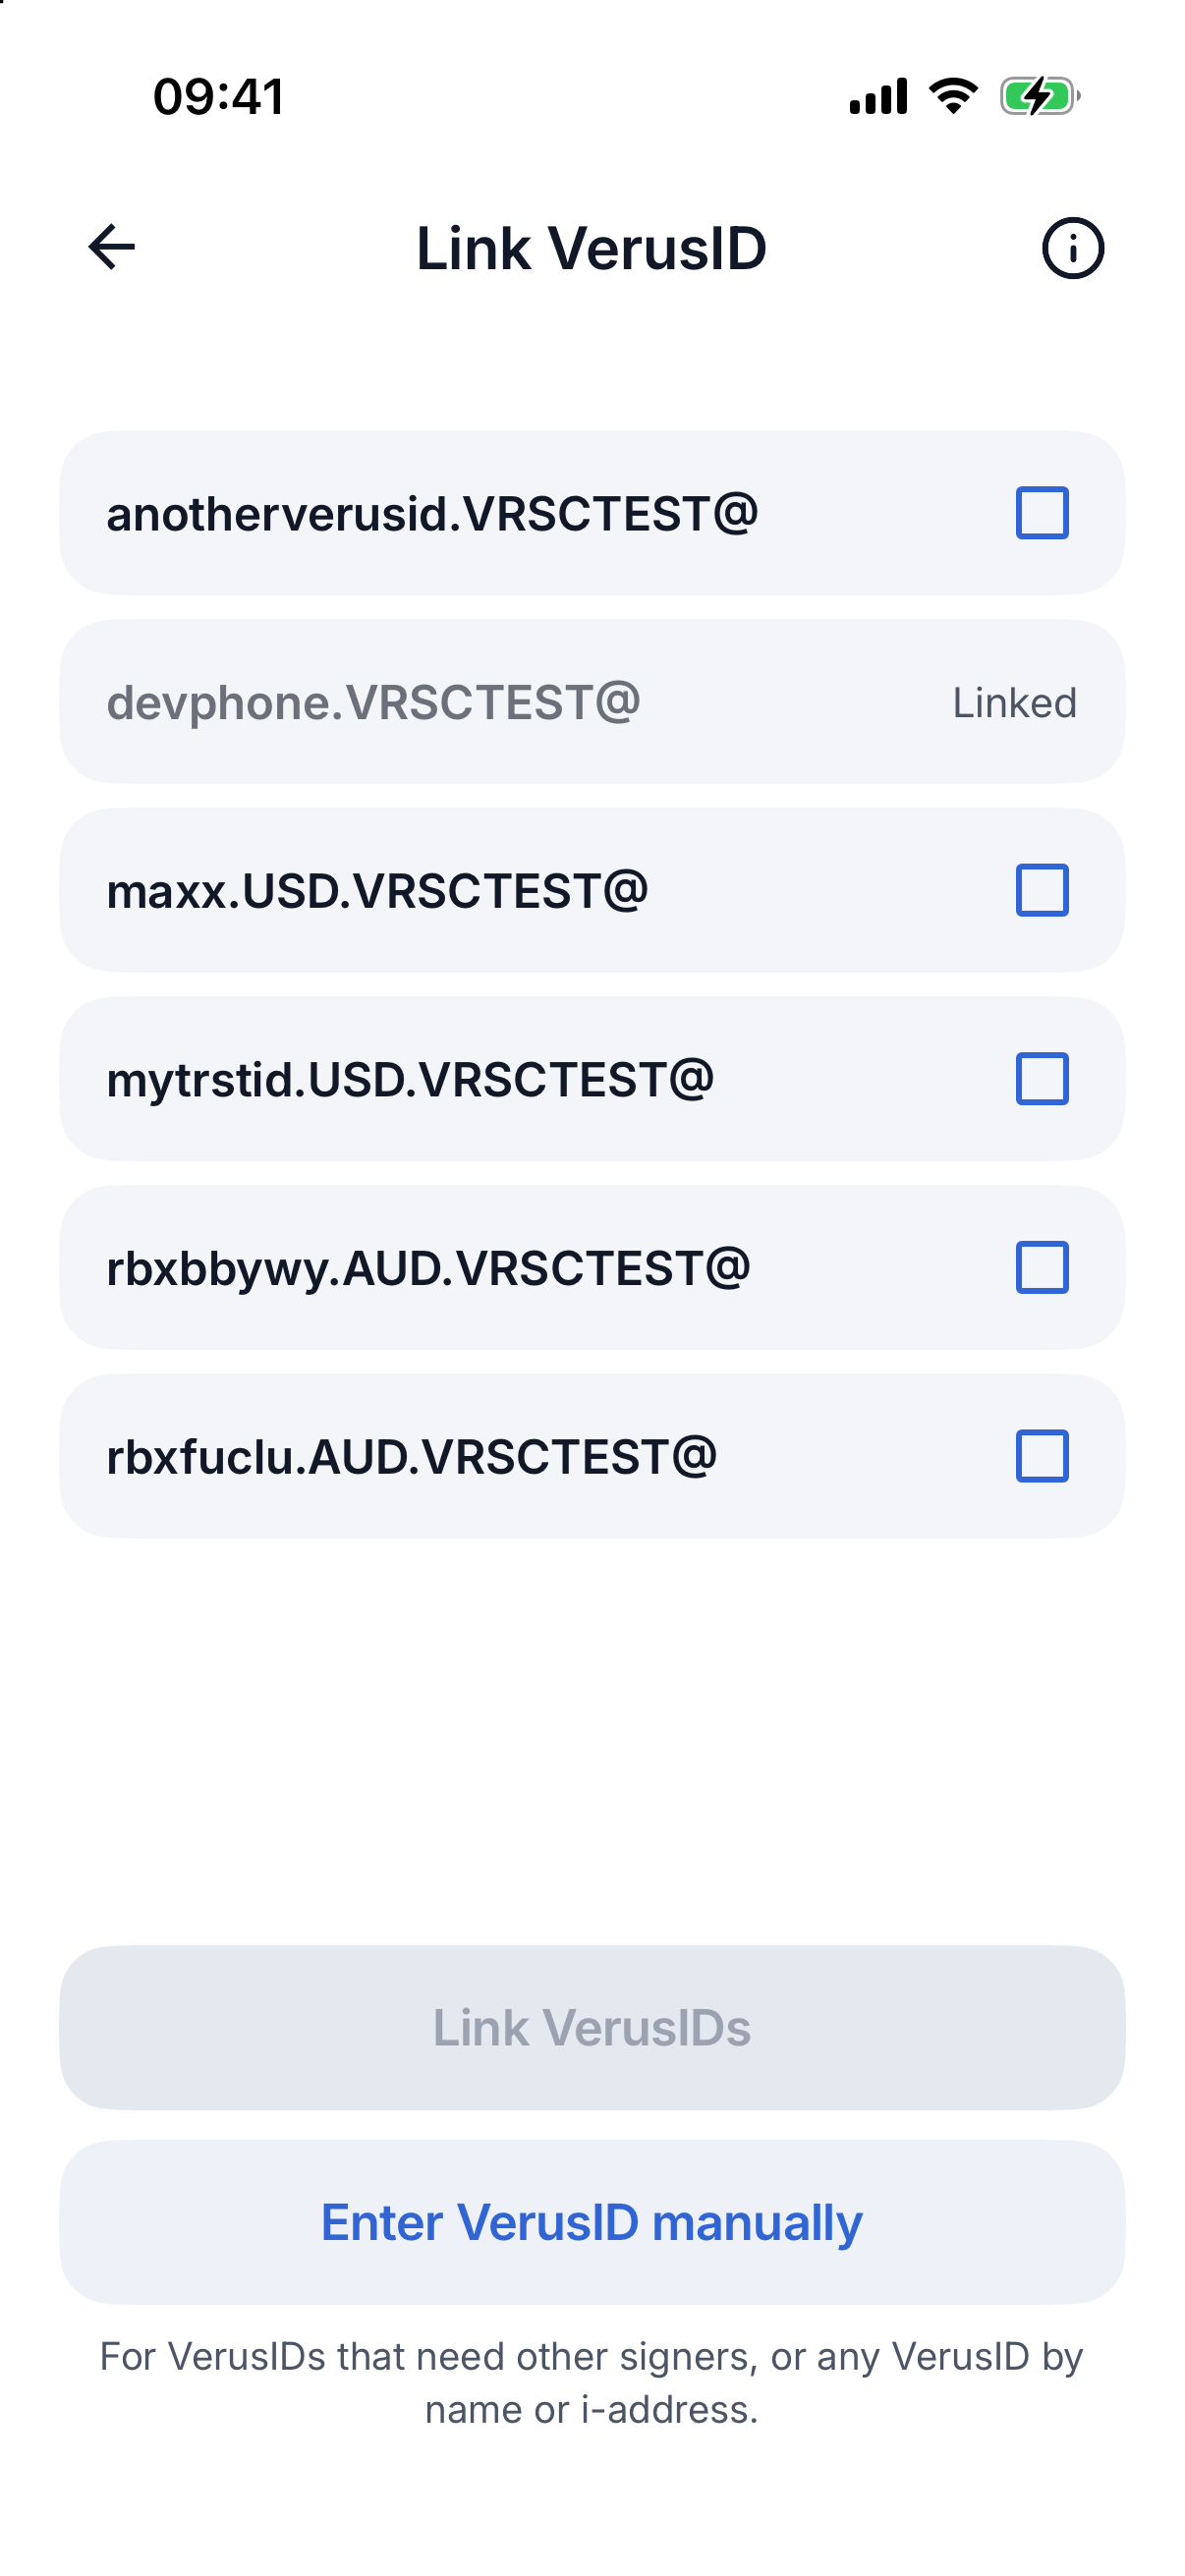 09:41
Link VerusID
anotherverusid.VRSCTEST@
devphone.VRSCTEST@ Linked
maxx.USD.VRSCTEST@
mytrstid.USD.VRSCTEST@
rbxbbywy.AUD.VRSCTEST@
rbxfuclu.AUD.VRSCTEST@
Link VerusIDs
Enter VerusID manually
For VerusIDs that need other signers, or any VerusID by
name or i-address.